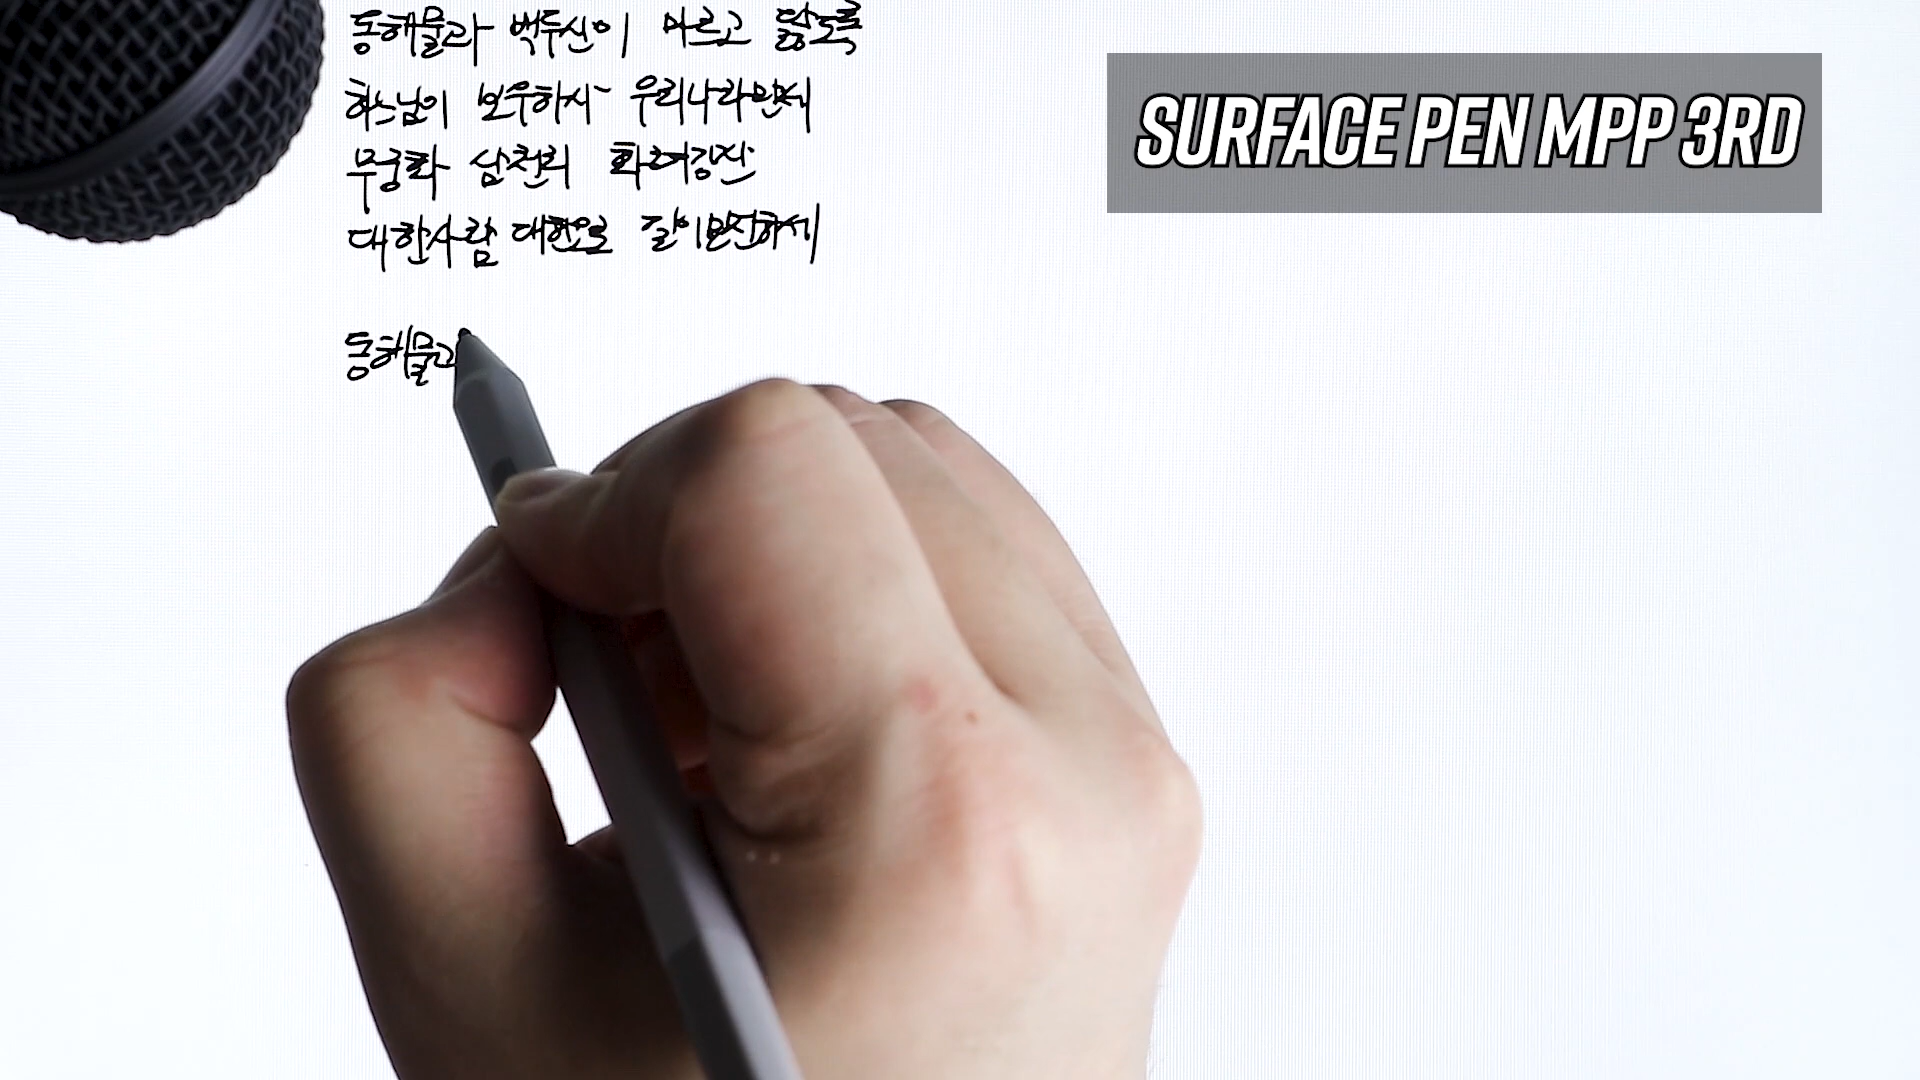 동해물과 백두산이 마르고 닳도록
하느님이 보우하사 우리나라만세
무궁화 삼천리 화려강산
대한사람 대한으로 길이보전하세
동해물고
SURFACE PEN MPP 3RD